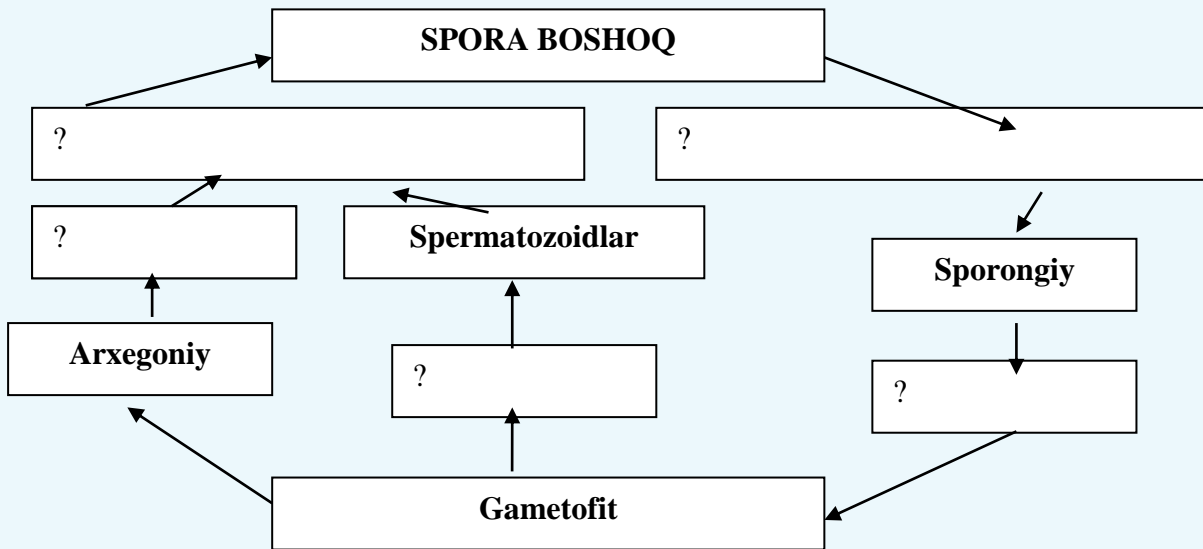 SPORA BOSHOQ
?
?
?
Spermatozoidlar
Sporongiy
Arxegoniy
?
?
Gametofit